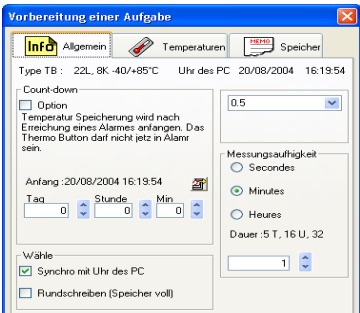 Vorbereitung einer Aufgabe
Info Allgemein Temperaturen MEMO Speicher
Type TB : 22L, 8K -40/+85°C Uhr des PC 20/08/2004 16:19:54
Count-down
Option
Temperatur Speicherung wird nach
Erreichung eines Alarmes anfangen. Das
Thermo Button darf nicht jetz in Alamr
sein.
Anfang :20/08/2004 16:19:54
Tag Stunde Min
0 0 0
Wähle
Synchro mit Uhr des PC
Rundschreiben (Speicher voll)
0.5
Messungsaufhigkeit
Secondes
Minutes
Heures
Dauer :5 T, 16 U, 32
1